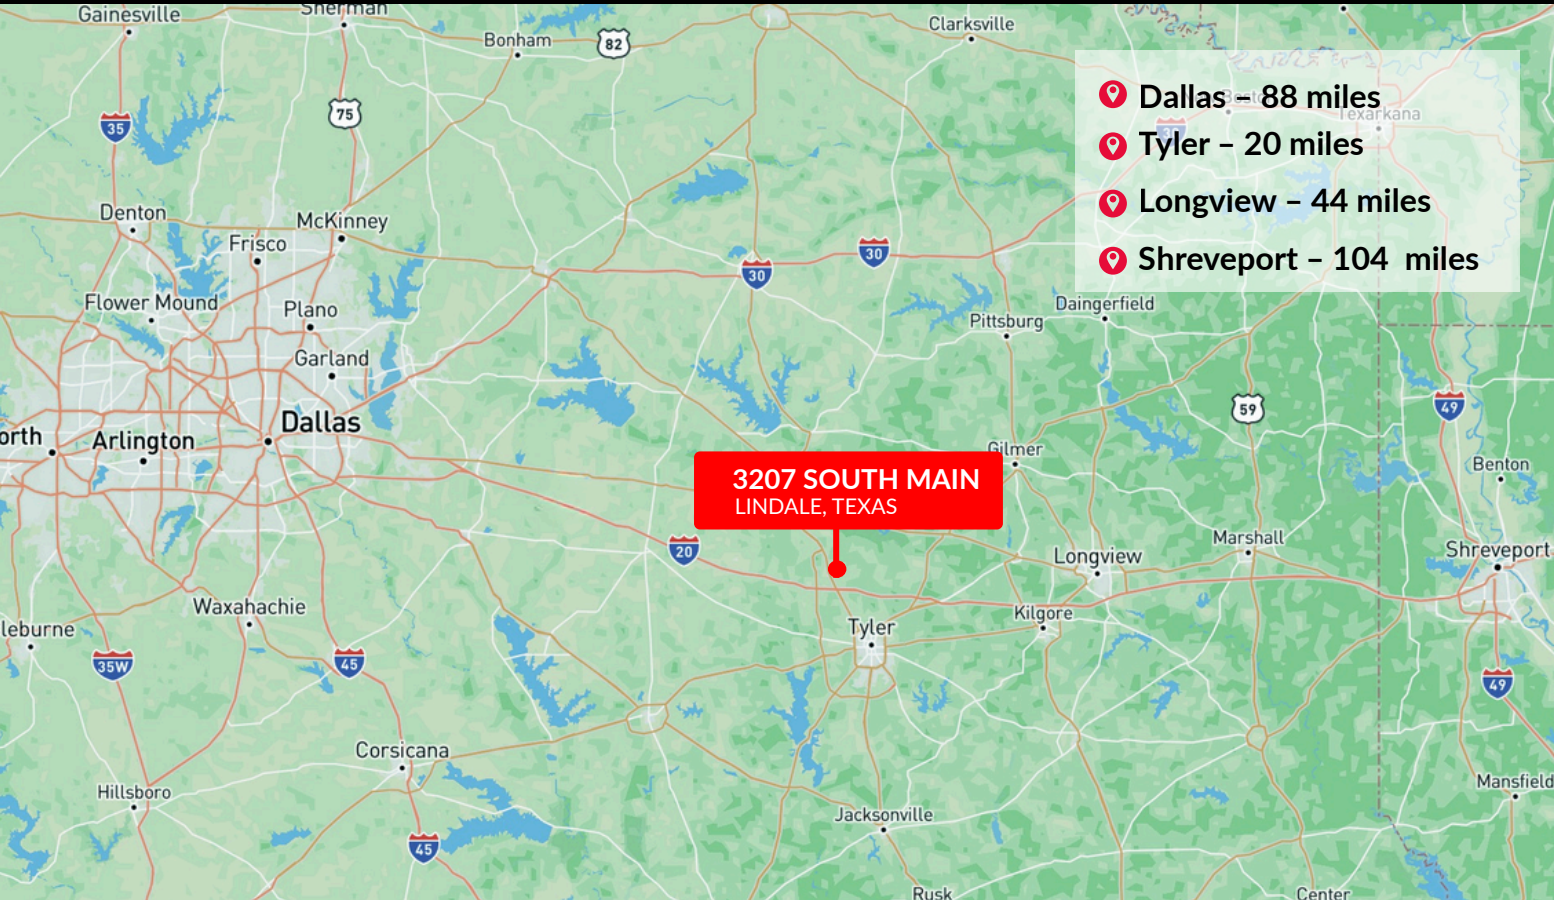 Gainesville
Sherman
Bonham
82
Clarksville
75
35
Dallas – 88 miles
Texarkana
Tyler – 20 miles
Longview – 44 miles
Shreveport – 104 miles
Denton
McKinney
Frisco
30
30
Flower Mound
Plano
Daingerfield
Pittsburg
Garland
59
49
Dallas
orth
Arlington
Gilmer
Benton
3207 SOUTH MAIN
LINDALE, TEXAS
20
Longview
Marshall
Shreveport
Waxahachie
Kilgore
Tyler
leburne
35W
45
49
Corsicana
Hillsboro
Mansfield
Jacksonville
45
Rusk
Center